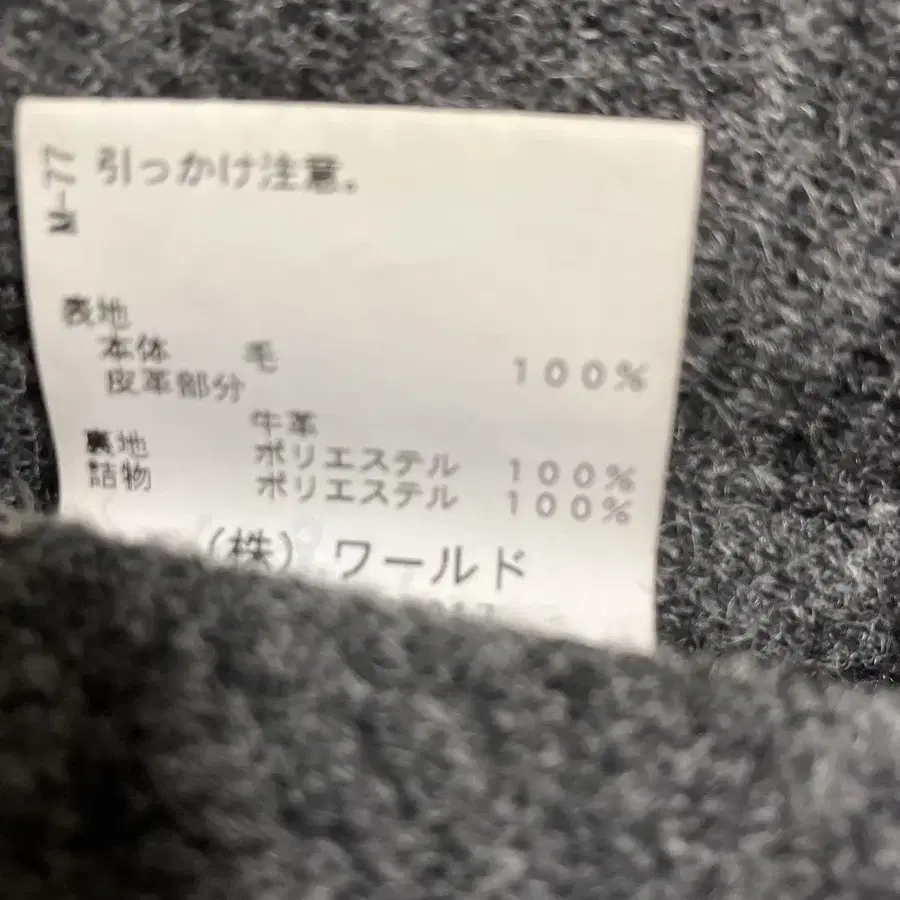 M-77
引っかけ注意。
表地
本体 毛 100%
皮革部分
牛革
裏地 ポリエステル 100%
詰物 ポリエステル 100%
(株)ワールド